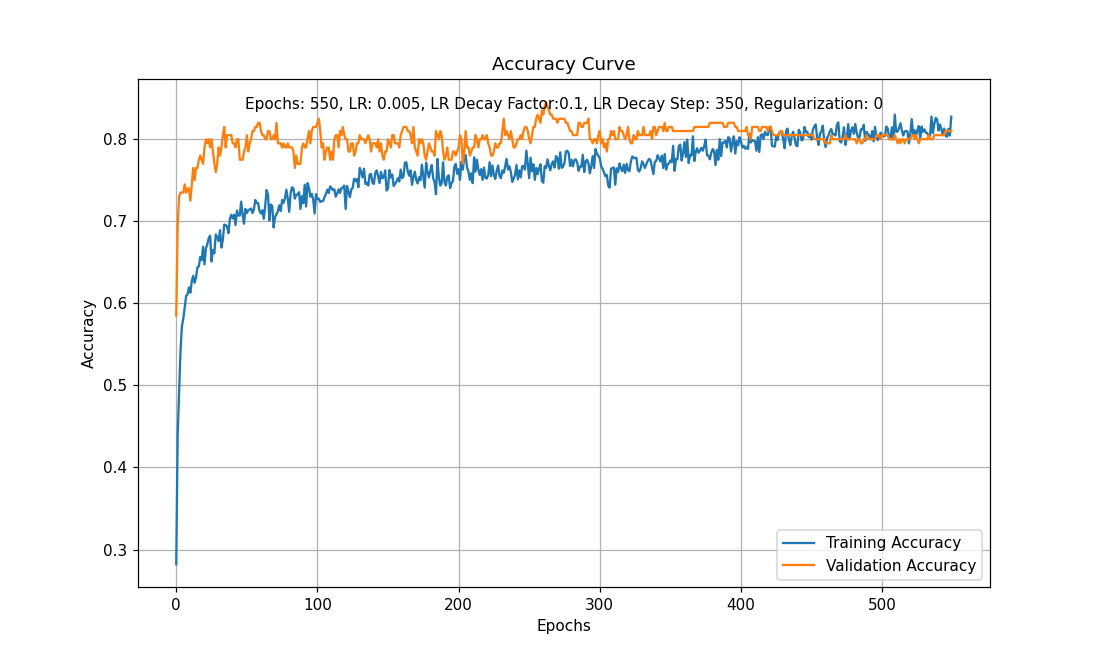 Accuracy Curve
Epochs: 550, LR: 0.005, LR Decay Factor:0.1, LR Decay Step: 350, Regularization: 0
Accuracy
0.8
0.7
0.6
0.5
0.4
0.3
Training Accuracy
Validation Accuracy
0 100 200 300 400 500
Epochs